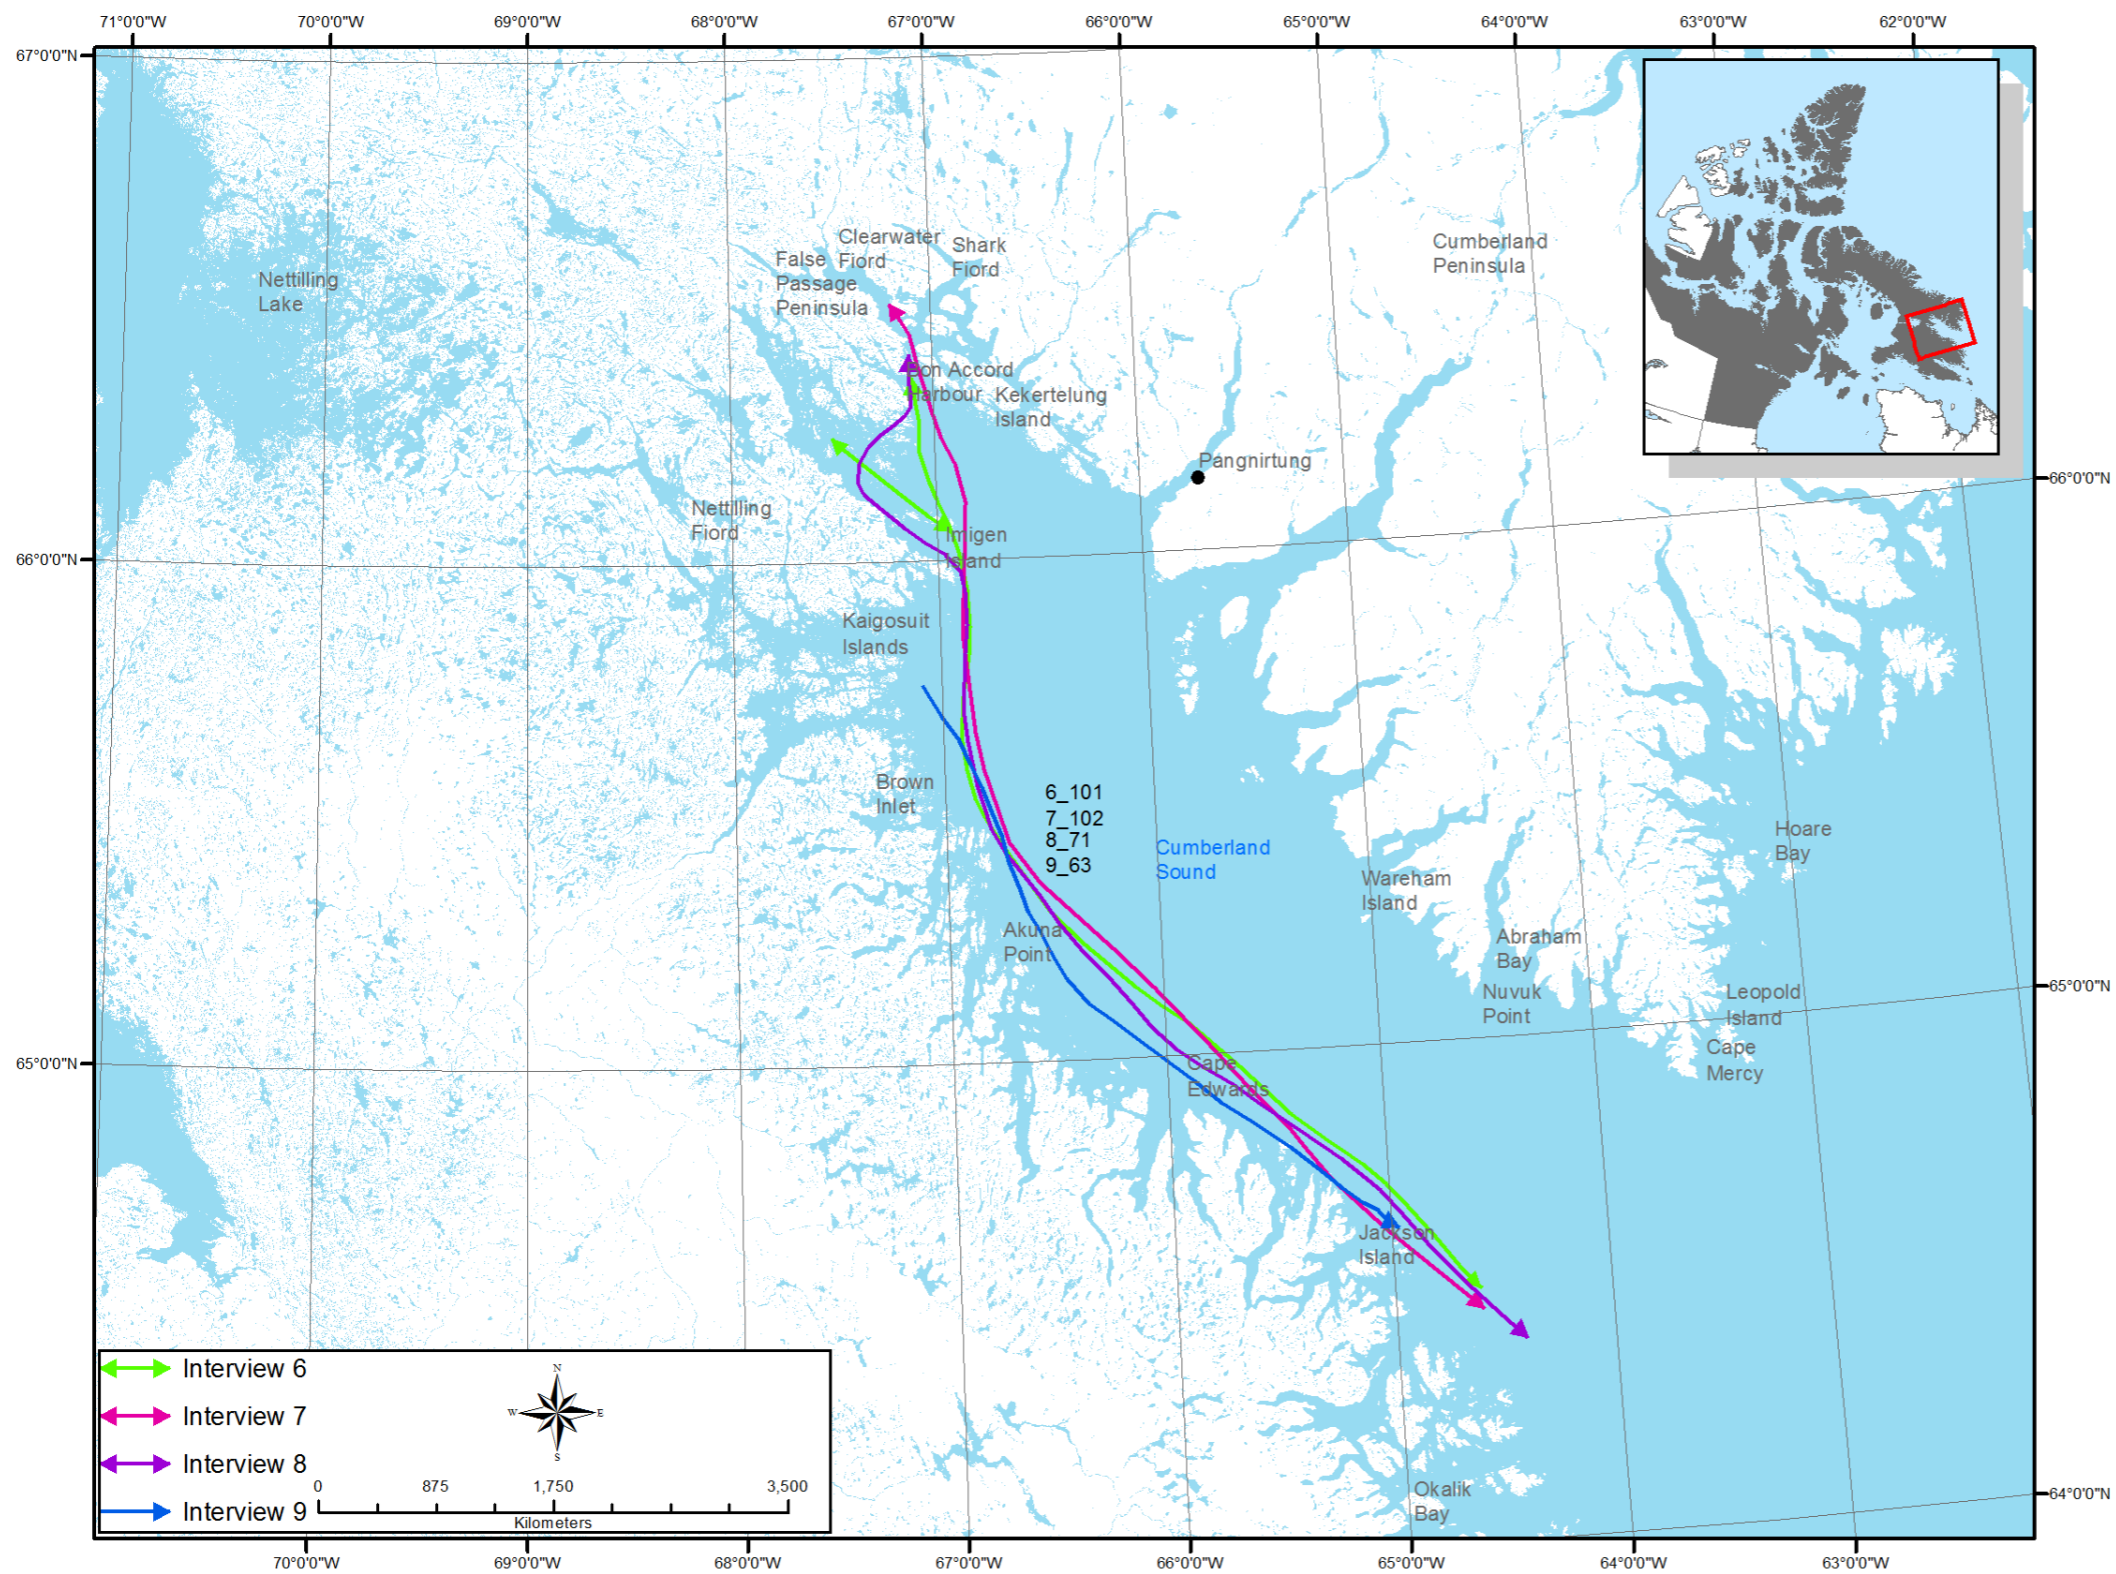 71°0'0"W 70°0'0"W 69°0'0"W 68°0'0"W 67°0'0"W 66°0'0"W 65°0'0"W 64°0'0"W 63°0'0"W 62°0'0"W
67°0'0"N
Clearwater
Fiord
Shark
Fiord
False
Passage
Peninsula
Cumberland
Peninsula
Nettilling
Lake
Bon Accord
Harbour
Kekertelung
Island
Pangnirtung
66°0'0"N
Nettilling
Fiord
Imigen
Island
66°0'0"N
Kaigosuit
Islands
Brown
Inlet
6_101
7_102
8_71
9_63
Cumberland
Sound
Hoare
Bay
Wareham
Island
Akuna
Point
Abraham
Bay
Nuvuk
Point
Leopold
Island
65°0'0"N
Cape
Mercy
65°0'0"N
Cape
Edwards
Jackson
Island
Okalik
Bay
64°0'0"N
Interview 6
Interview 7
Interview 8
Interview 9
N
W E
S
0 875 1,750 3,500
Kilometers
70°0'0"W 69°0'0"W 68°0'0"W 67°0'0"W 66°0'0"W 65°0'0"W 64°0'0"W 63°0'0"W